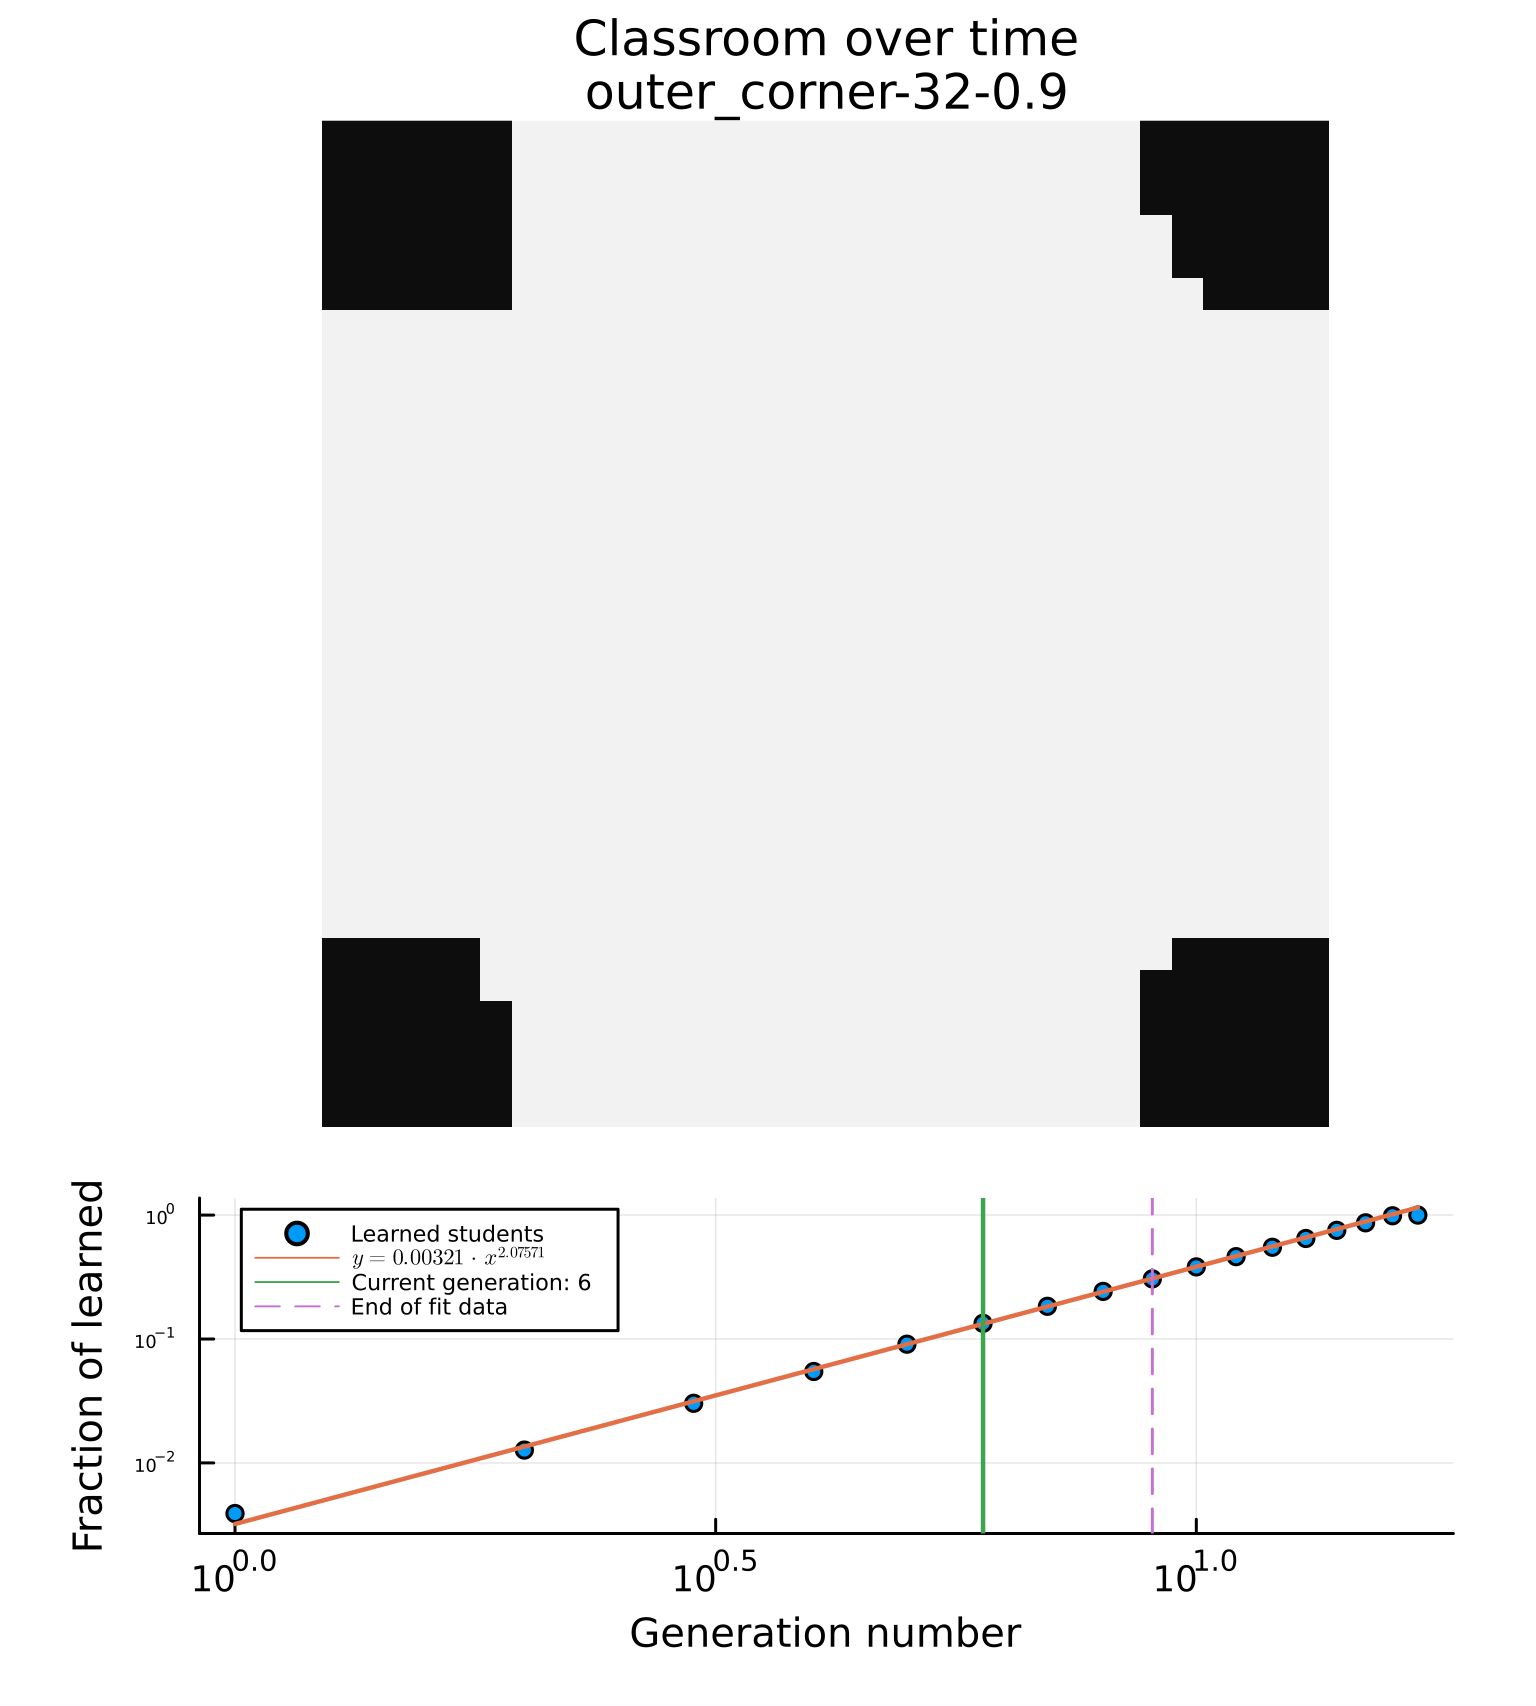 Classroom over time
outer_corner-32-0.9
Fraction of learned
10^0
10^−1
10^−2
Learned students
y = 0.00321 · x^2.07571
Current generation: 6
End of fit data
10^0.0 10^0.5 10^1.0
Generation number